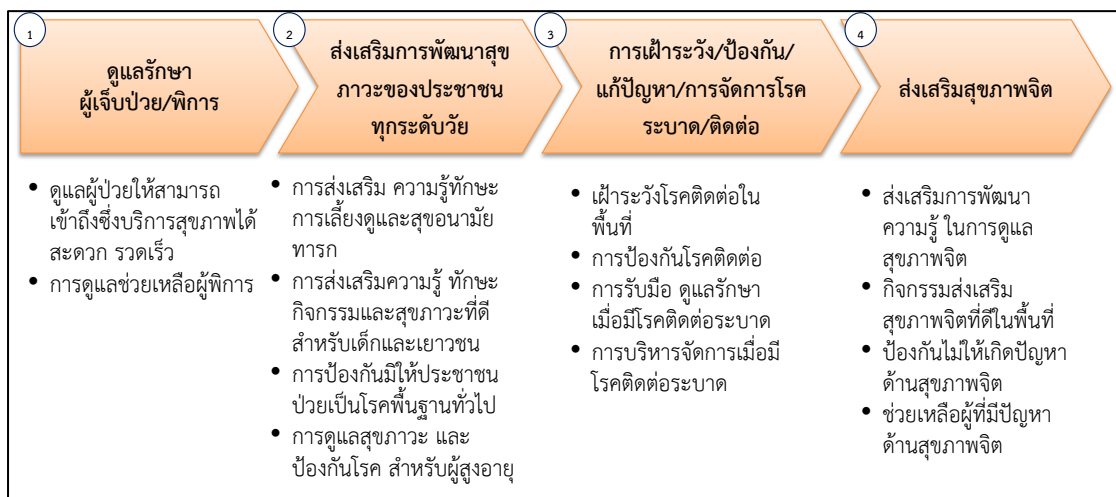 1
ดูแลรักษา
ผู้เจ็บป่วย/พิการ
• ดูแลผู้ป่วยให้สามารถ
เข้าถึงซึ่งบริการสุขภาพได้
สะดวก รวดเร็ว
• การดูแลช่วยเหลือผู้พิการ
2
ส่งเสริมการพัฒนาสุข
ภาวะของประชาชน
ทุกระดับวัย
• การส่งเสริม ความรู้ทักษะ
การเลี้ยงดูและสุขอนามัย
ทารก
• การส่งเสริมความรู้ ทักษะ
กิจกรรมและสุขภาวะที่ดี
สำหรับเด็กและเยาวชน
• การป้องกันมิให้ประชาชน
ป่วยเป็นโรคพื้นฐานทั่วไป
• การดูแลสุขภาวะ และ
ป้องกันโรค สำหรับผู้สูงอายุ
3
การเฝ้าระวัง/ป้องกัน/
แก้ปัญหา/การจัดการโรค
ระบาด/ติดต่อ
• เฝ้าระวังโรคติดต่อใน
พื้นที่
• การป้องกันโรคติดต่อ
• การรับมือ ดูแลรักษา
เมื่อมีโรคติดต่อระบาด
• การบริหารจัดการเมื่อมี
โรคติดต่อระบาด
4
ส่งเสริมสุขภาพจิต
• ส่งเสริมการพัฒนา
ความรู้ ในการดูแล
สุขภาพจิต
• กิจกรรมส่งเสริม
สุขภาพจิตที่ดีในพื้นที่
• ป้องกันไม่ให้เกิดปัญหา
ด้านสุขภาพจิต
• ช่วยเหลือผู้ที่มีปัญหา
ด้านสุขภาพจิต